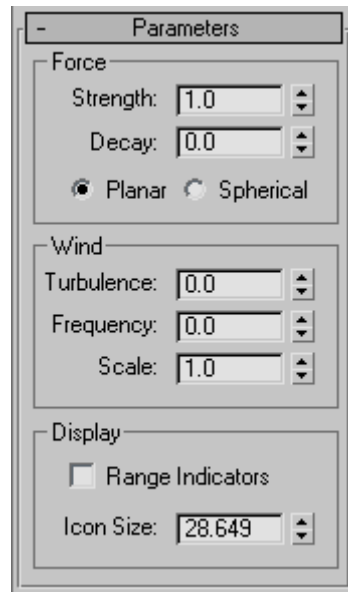 - Parameters
Force
Strength: 1.0
Decay: 0.0
Planar Spherical
Wind
Turbulence: 0.0
Frequency: 0.0
Scale: 1.0
Display
Range Indicators
Icon Size: 28.649